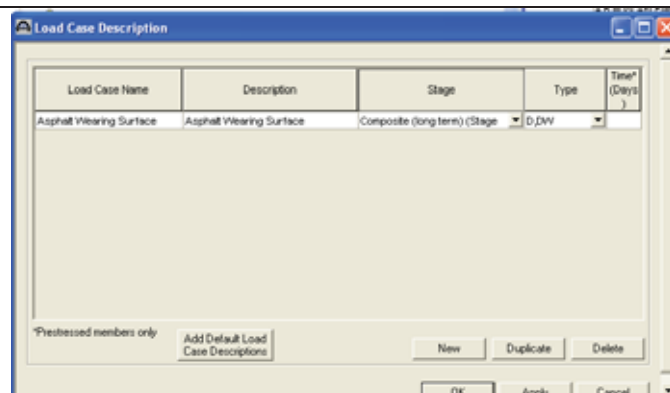 Load Case Description
Load Case Name Description Stage Type Time* (Days)
Asphalt Wearing Surface Asphalt Wearing Surface Composite (long term) (Stage D,DW
*Prestressed members only
Add Default Load
Case Descriptions
New Duplicate Delete
OK Apply Cancel